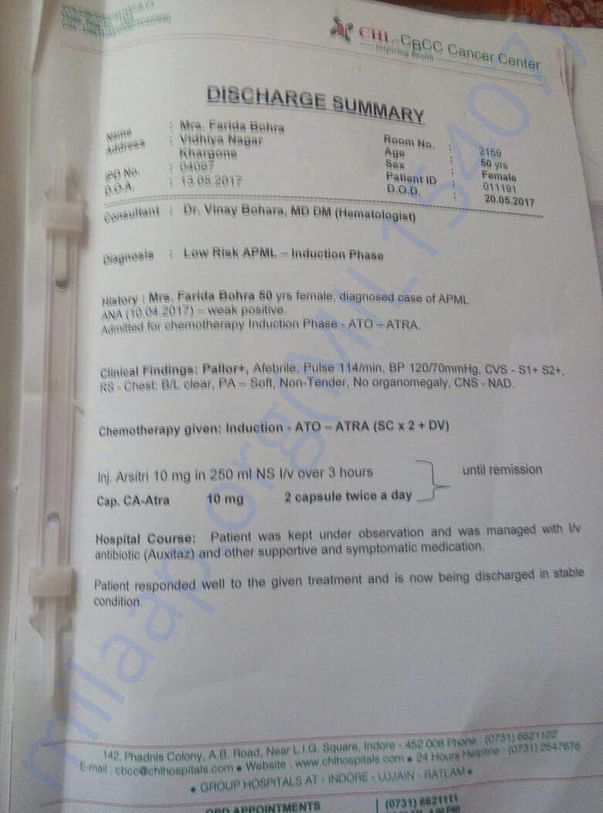 CHL-CBCC Cancer Center
Inspiring Health
DISCHARGE SUMMARY
Name : Mrs. Farida Bohra
Address : Vidhiya Nagar
Khargone
IPD No. : 04087
D.O.A. : 13.05.2017
Room No. : 2159
Age : 50 yrs
Sex : Female
Patient ID : 011191
D.O.D. : 20.05.2017
Consultant : Dr. Vinay Bohara, MD DM (Hematologist)
Diagnosis : Low Risk APML – Induction Phase
History : Mrs. Farida Bohra 50 yrs female, diagnosed case of APML
ANA (10.04.2017) – weak positive.
Admitted for chemotherapy Induction Phase - ATO – ATRA.
Clinical Findings: Pallor+, Afebrile, Pulse 114/min, BP 120/70mmHg, CVS - S1+ S2+,
RS - Chest: B/L clear, PA – Soft, Non-Tender, No organomegaly, CNS - NAD.
Chemotherapy given: Induction - ATO – ATRA (SC x 2 + DV)
Inj. Arsitri 10 mg in 250 ml NS I/v over 3 hours
until remission
Cap. CA-Atra 10 mg 2 capsule twice a day
Hospital Course: Patient was kept under observation and was managed with I/v
antibiotic (Auxitaz) and other supportive and symptomatic medication.
Patient responded well to the given treatment and is now being discharged in stable
condition.
142, Phadnis Colony, A.B. Road, Near L.I.G. Square, Indore - 452 008 Phone : (0731) 6621122
E-mail : cbcc@chlhospitals.com • Website : www.chlhospitals.com • 24 Hours Helpline : (0731) 2547676
• GROUP HOSPITALS AT - INDORE - UJJAIN - RATLAM •
OPD APPOINTMENTS (0731) 6621111
milaap.org(MIL154077)